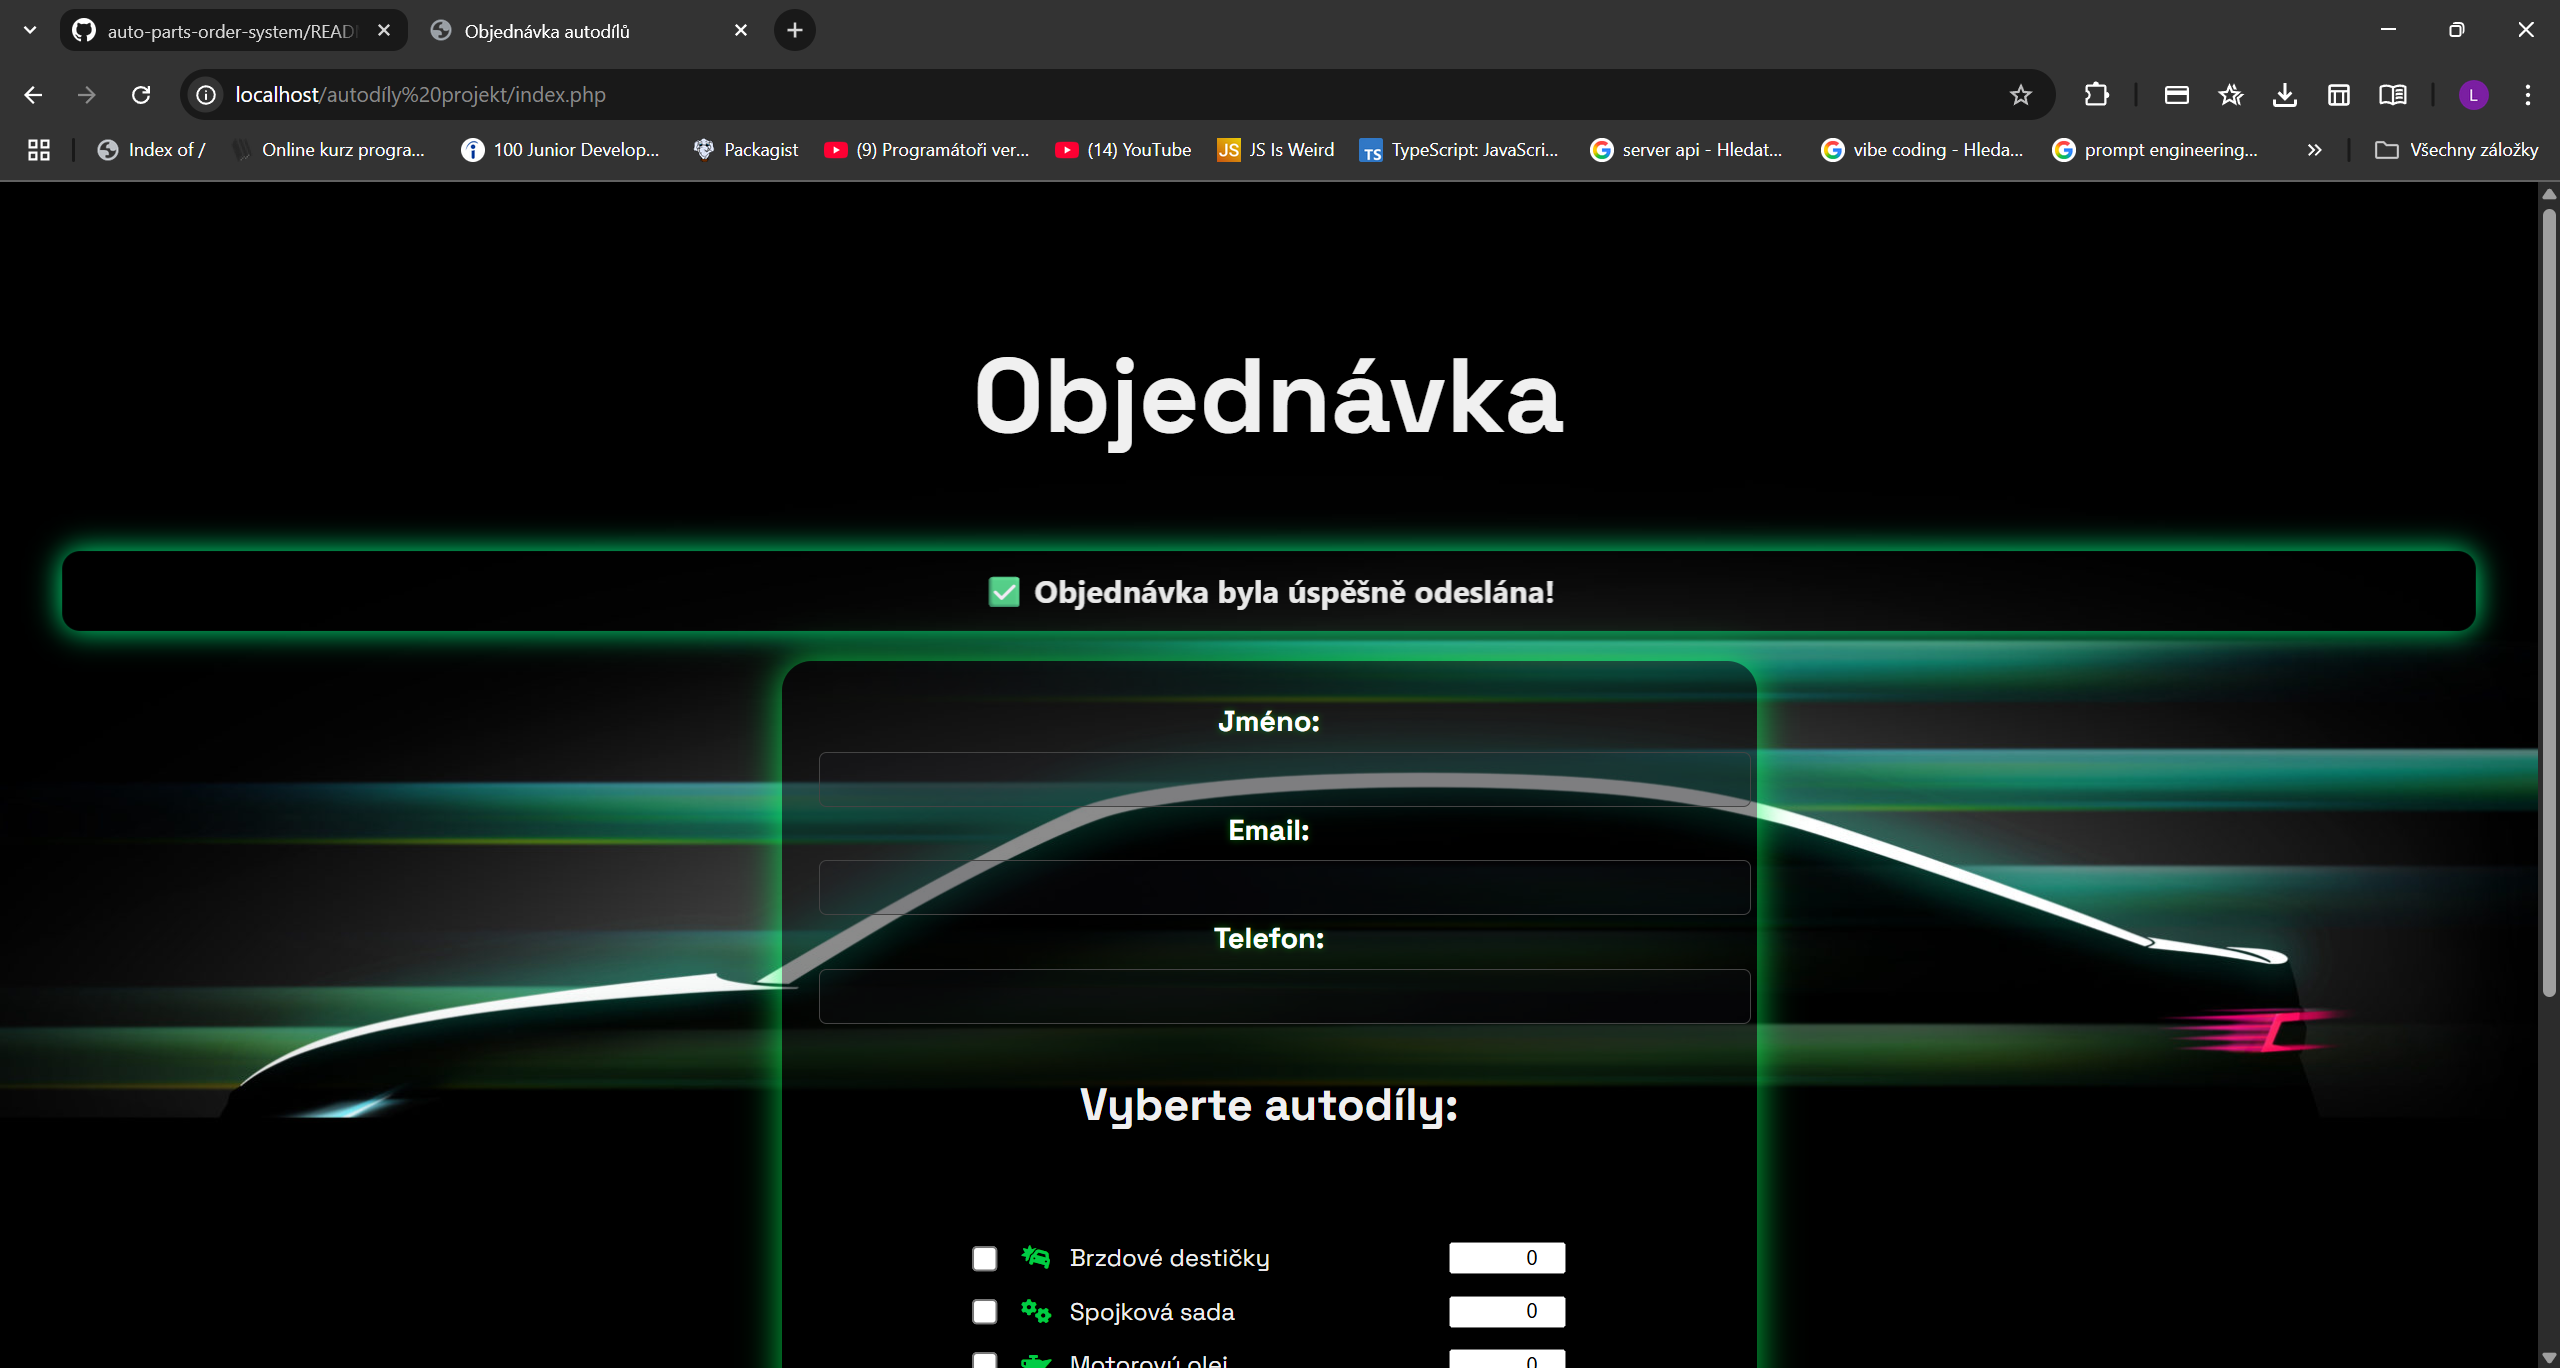 auto-parts-order-system/READ
Objednávka autodílů
localhost/autodíly%20projekt/index.php
L
Index of /
Online kurz progra...
100 Junior Develop...
Packagist
(9) Programátoři ver...
(14) YouTube
JS
JS Is Weird
TS
TypeScript: JavaScri...
server api - Hledat...
vibe coding - Hleda...
prompt engineering...
Všechny záložky
Objednávka
Objednávka byla úspěšně odeslána!
Jméno:
Email:
Telefon:
Vyberte autodíly:
Brzdové destičky 0
Spojková sada 0
Motorový olej 0